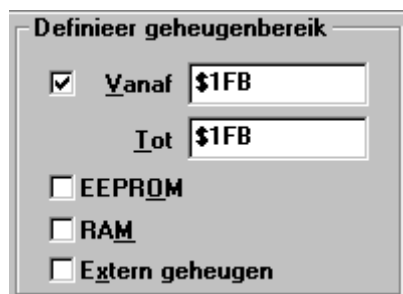 Definieer geheugenbereik
Vanaf $1FB
Tot $1FB
EEPROM
RAM
Extern geheugen